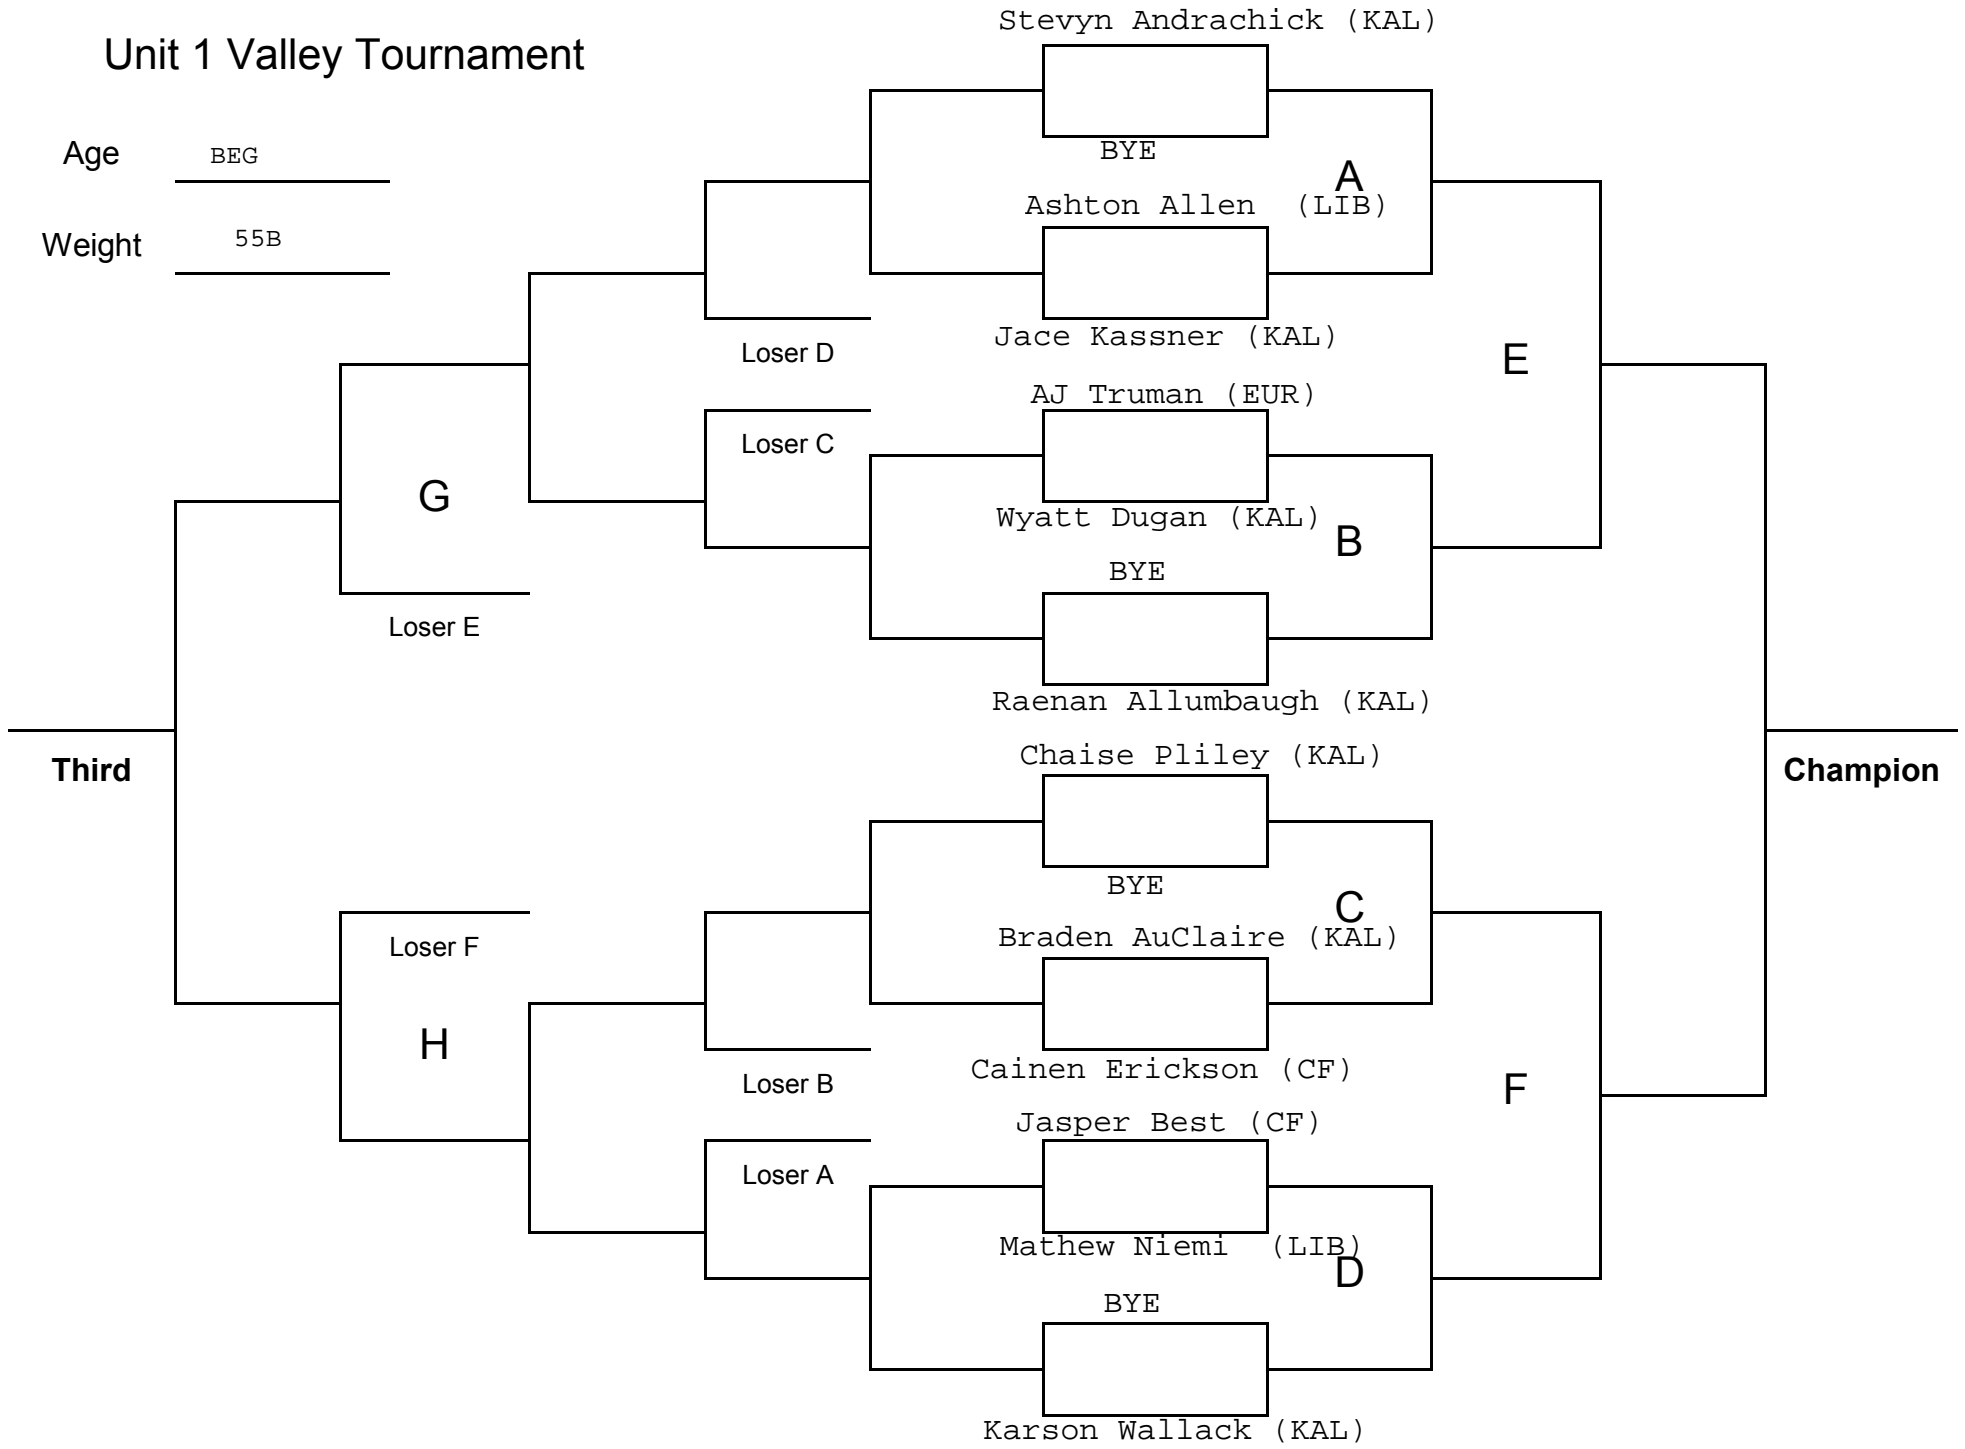 Stevyn Andrachick (KAL)
Unit 1 Valley Tournament
Age BEG
BYE
A
Ashton Allen (LIB)
Weight 55B
Jace Kassner (KAL)
Loser D
E
AJ Truman (EUR)
Loser C
G
Wyatt Dugan (KAL)
B
BYE
Loser E
Raenan Allumbaugh (KAL)
Chaise Pliley (KAL)
Third
Champion
BYE
C
Braden AuClaire (KAL)
Loser F
H
Cainen Erickson (CF)
Loser B
F
Jasper Best (CF)
Loser A
Mathew Niemi (LIB)
D
BYE
Karson Wallack (KAL)